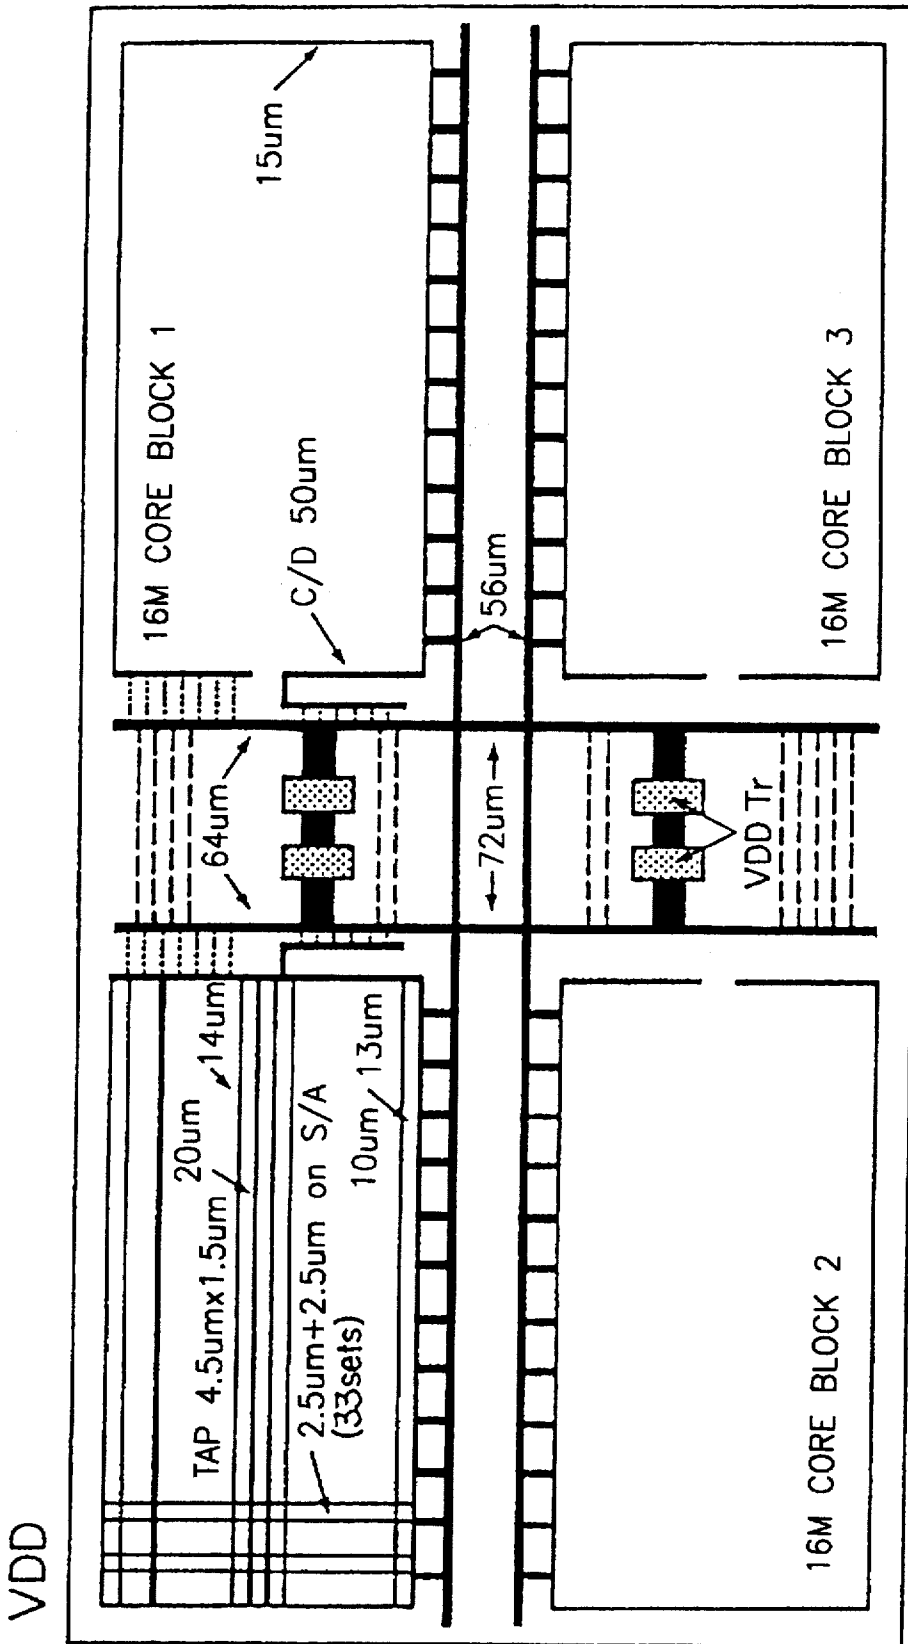 VDD
TAP 4.5umx1.5um
20um
14um
2.5um+2.5um on S/A
(33sets)
10um
13um
64um
16M CORE BLOCK 1
15um
C/D 50um
72um
56um
16M CORE BLOCK 2
VDD Tr
16M CORE BLOCK 3